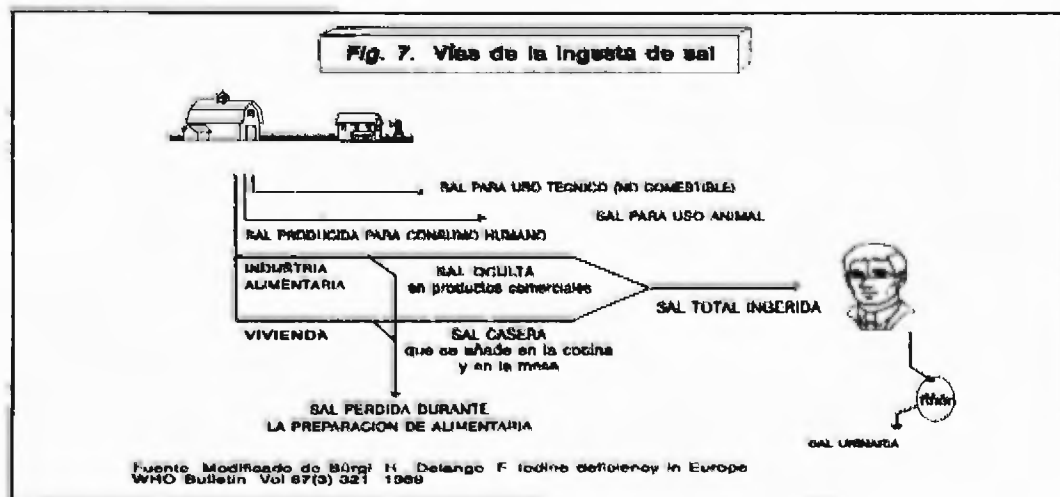 Fig. 7. Vías de la ingesta de sal
SAL PARA USO TECNICO (NO COMESTIBLE)
SAL PARA USO ANIMAL
SAL PRODUCIDA PARA CONSUMO HUMANO
INDUSTRIA
ALIMENTARIA
SAL OCULTA
en productos comerciales
SAL TOTAL INGERIDA
VIVIENDA
SAL CASERA
que se añade en la cocina
y en la mesa
riñón
SAL PERDIDA DURANTE
LA PREPARACION DE ALIMENTARIA
SAL URINARIA
Fuente Modificado de Bürgi H Delange F Iodine deficiency in Europe
WHO Bulletin Vol 67(3) 321 1989